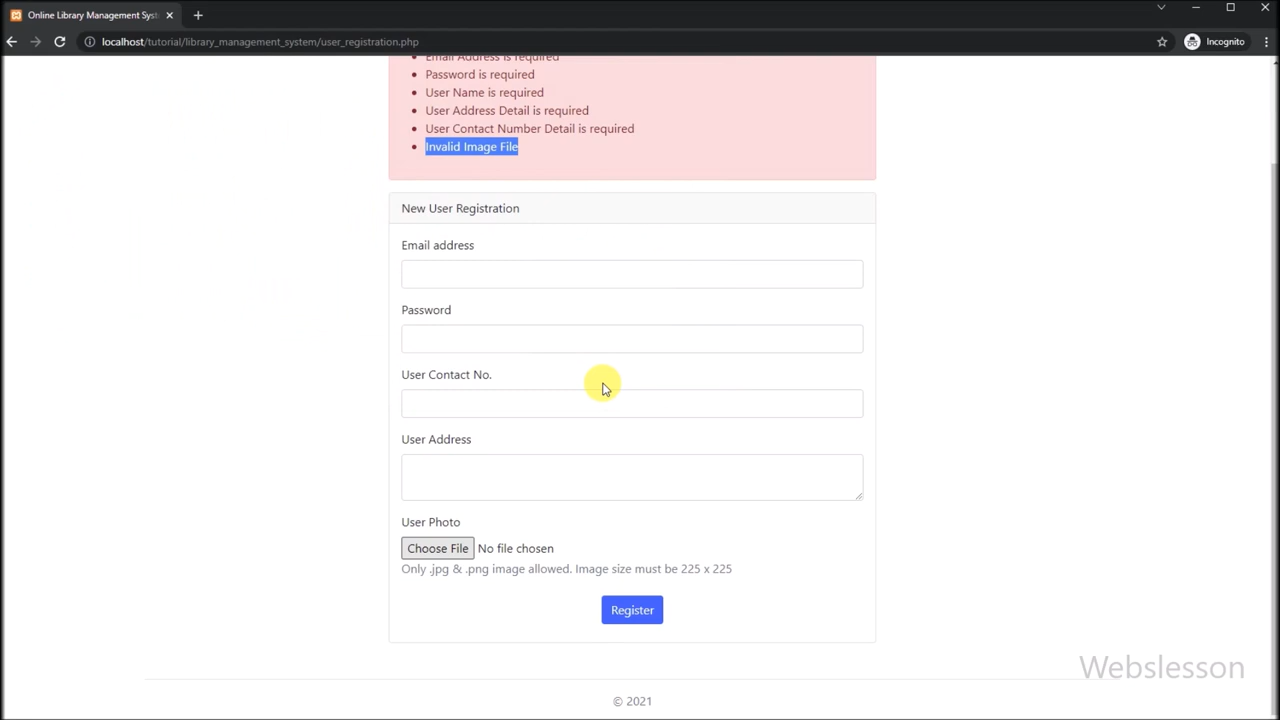 Online Library Management Syst
localhost/tutorial/library_management_system/user_registration.php
Incognito
Email Address is required
Password is required
User Name is required
User Address Detail is required
User Contact Number Detail is required
Invalid Image File
New User Registration
Email address
Password
User Contact No.
User Address
User Photo
Choose File No file chosen
Only .jpg & .png image allowed. Image size must be 225 x 225
Register
Webslesson
© 2021